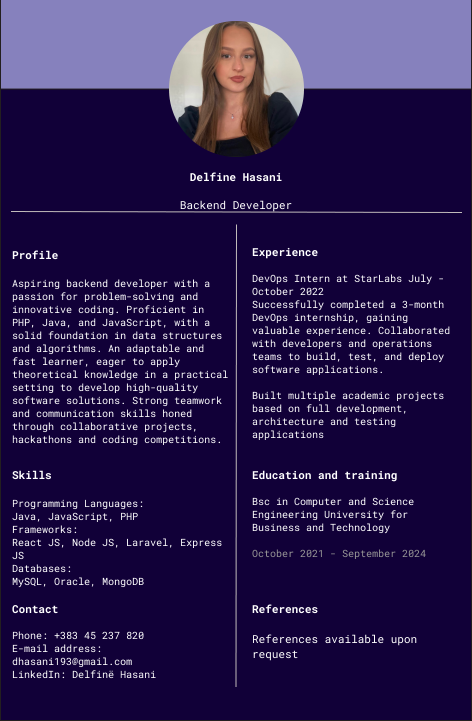 Delfine Hasani
Backend Developer
Profile
Aspiring backend developer with a
passion for problem-solving and
innovative coding. Proficient in
PHP, Java, and JavaScript, with a
solid foundation in data structures
and algorithms. An adaptable and
fast learner, eager to apply
theoretical knowledge in a practical
setting to develop high-quality
software solutions. Strong teamwork
and communication skills honed
through collaborative projects,
hackathons and coding competitions.
Skills
Programming Languages:
Java, JavaScript, PHP
Frameworks:
React JS, Node JS, Laravel, Express
JS
Databases:
MySQL, Oracle, MongoDB
Contact
Phone: +383 45 237 820
E-mail address:
dhasani193@gmail.com
LinkedIn: Delfinë Hasani
Experience
DevOps Intern at StarLabs July -
October 2022
Successfully completed a 3-month
DevOps internship, gaining
valuable experience. Collaborated
with developers and operations
teams to build, test, and deploy
software applications.
Built multiple academic projects
based on full development,
architecture and testing
applications
Education and training
Bsc in Computer and Science
Engineering University for
Business and Technology
October 2021 - September 2024
References
References available upon
request